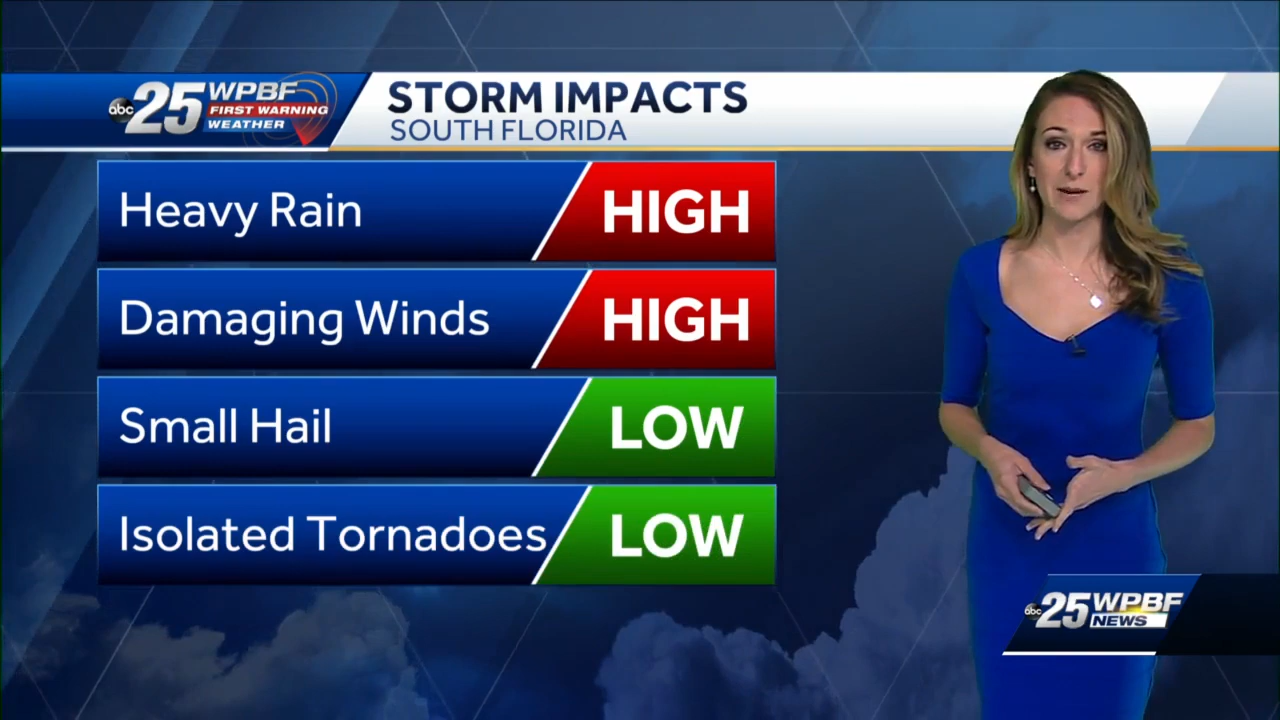 abc 25 WPBF
FIRST WARNING
WEATHER
STORM IMPACTS
SOUTH FLORIDA
Heavy Rain HIGH
Damaging Winds HIGH
Small Hail LOW
Isolated Tornadoes LOW
abc 25 WPBF
NEWS